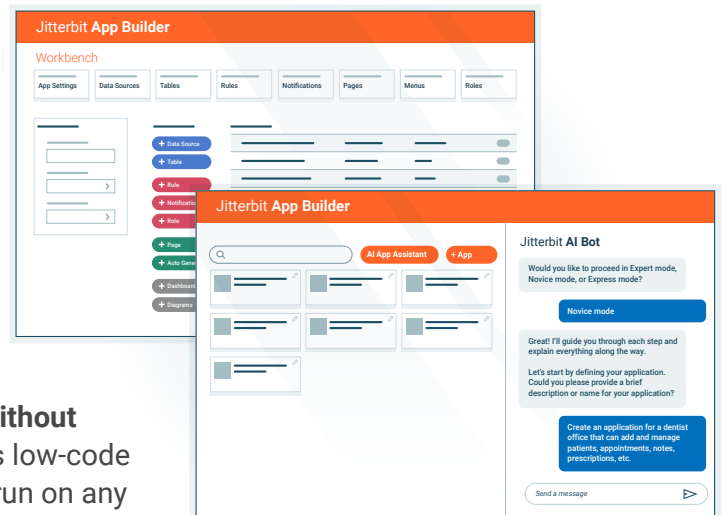 Jitterbit App Builder
Workbench
App Settings
Data Sources
Tables
Rules
Notifications
Pages
Menus
Roles
+ Data Source
+ Table
+ Rule
+ Role
+ Page
Jitterbit App Builder
AI App Assistant
+ App
Jitterbit AI Bot
Would you like to proceed in Expert mode,
Novice mode, or Express mode?
Novice mode
Great! I'll guide you through each step and
explain everything along the way.
Let's start by defining your application.
Could you please provide a brief
description or name for your application?
Create an application for a dentist
office that can add and manage
patients, appointments, notes,
prescriptions, etc.
Send a message
low-code
run on any